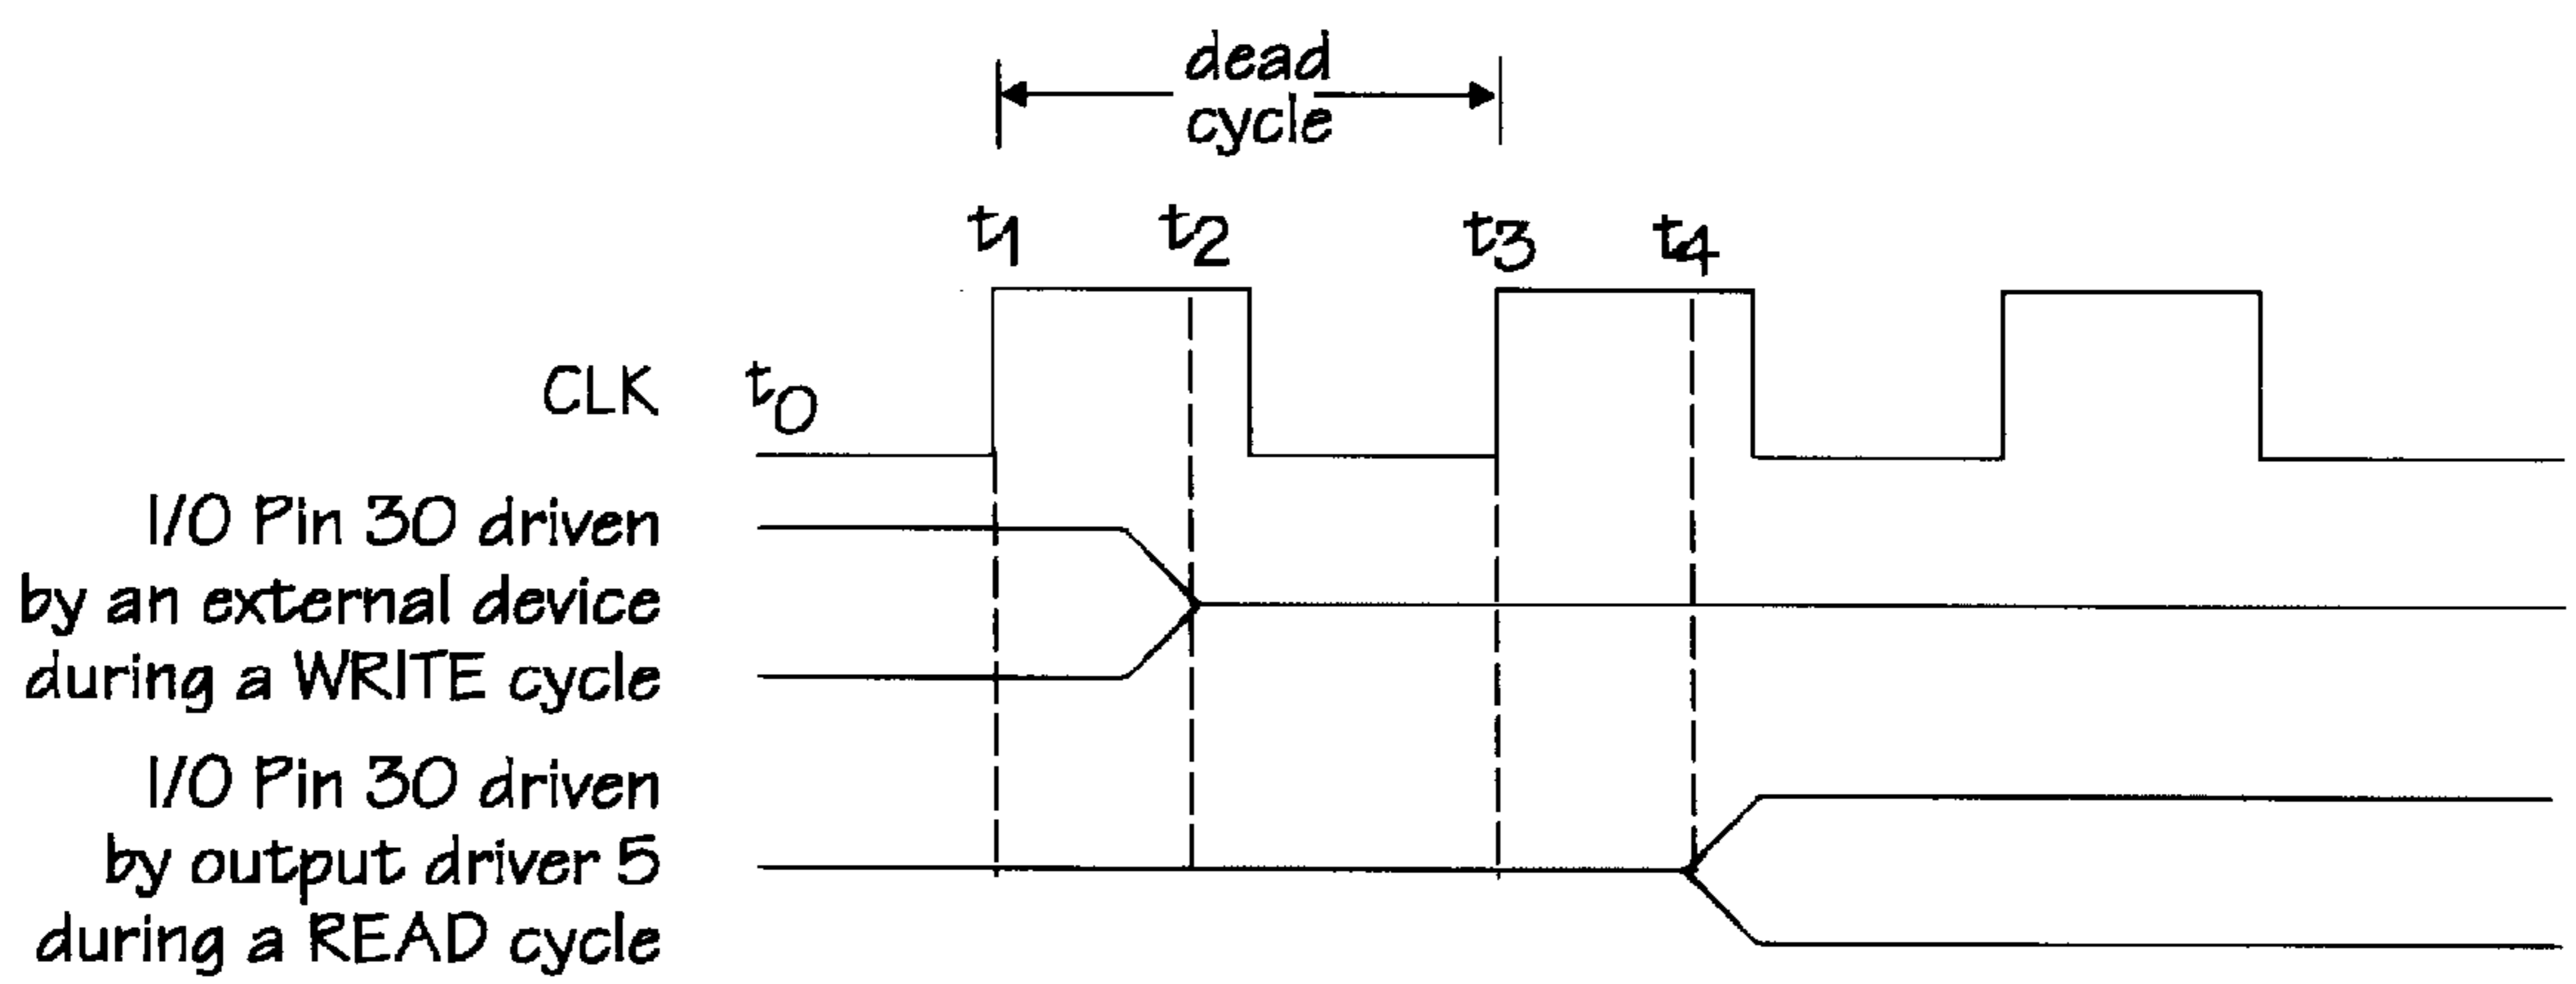 dead
cycle
t1 t2 t3 t4
CLK t0
I/O Pin 30 driven
by an external device
during a WRITE cycle
I/O Pin 30 driven
by output driver 5
during a READ cycle